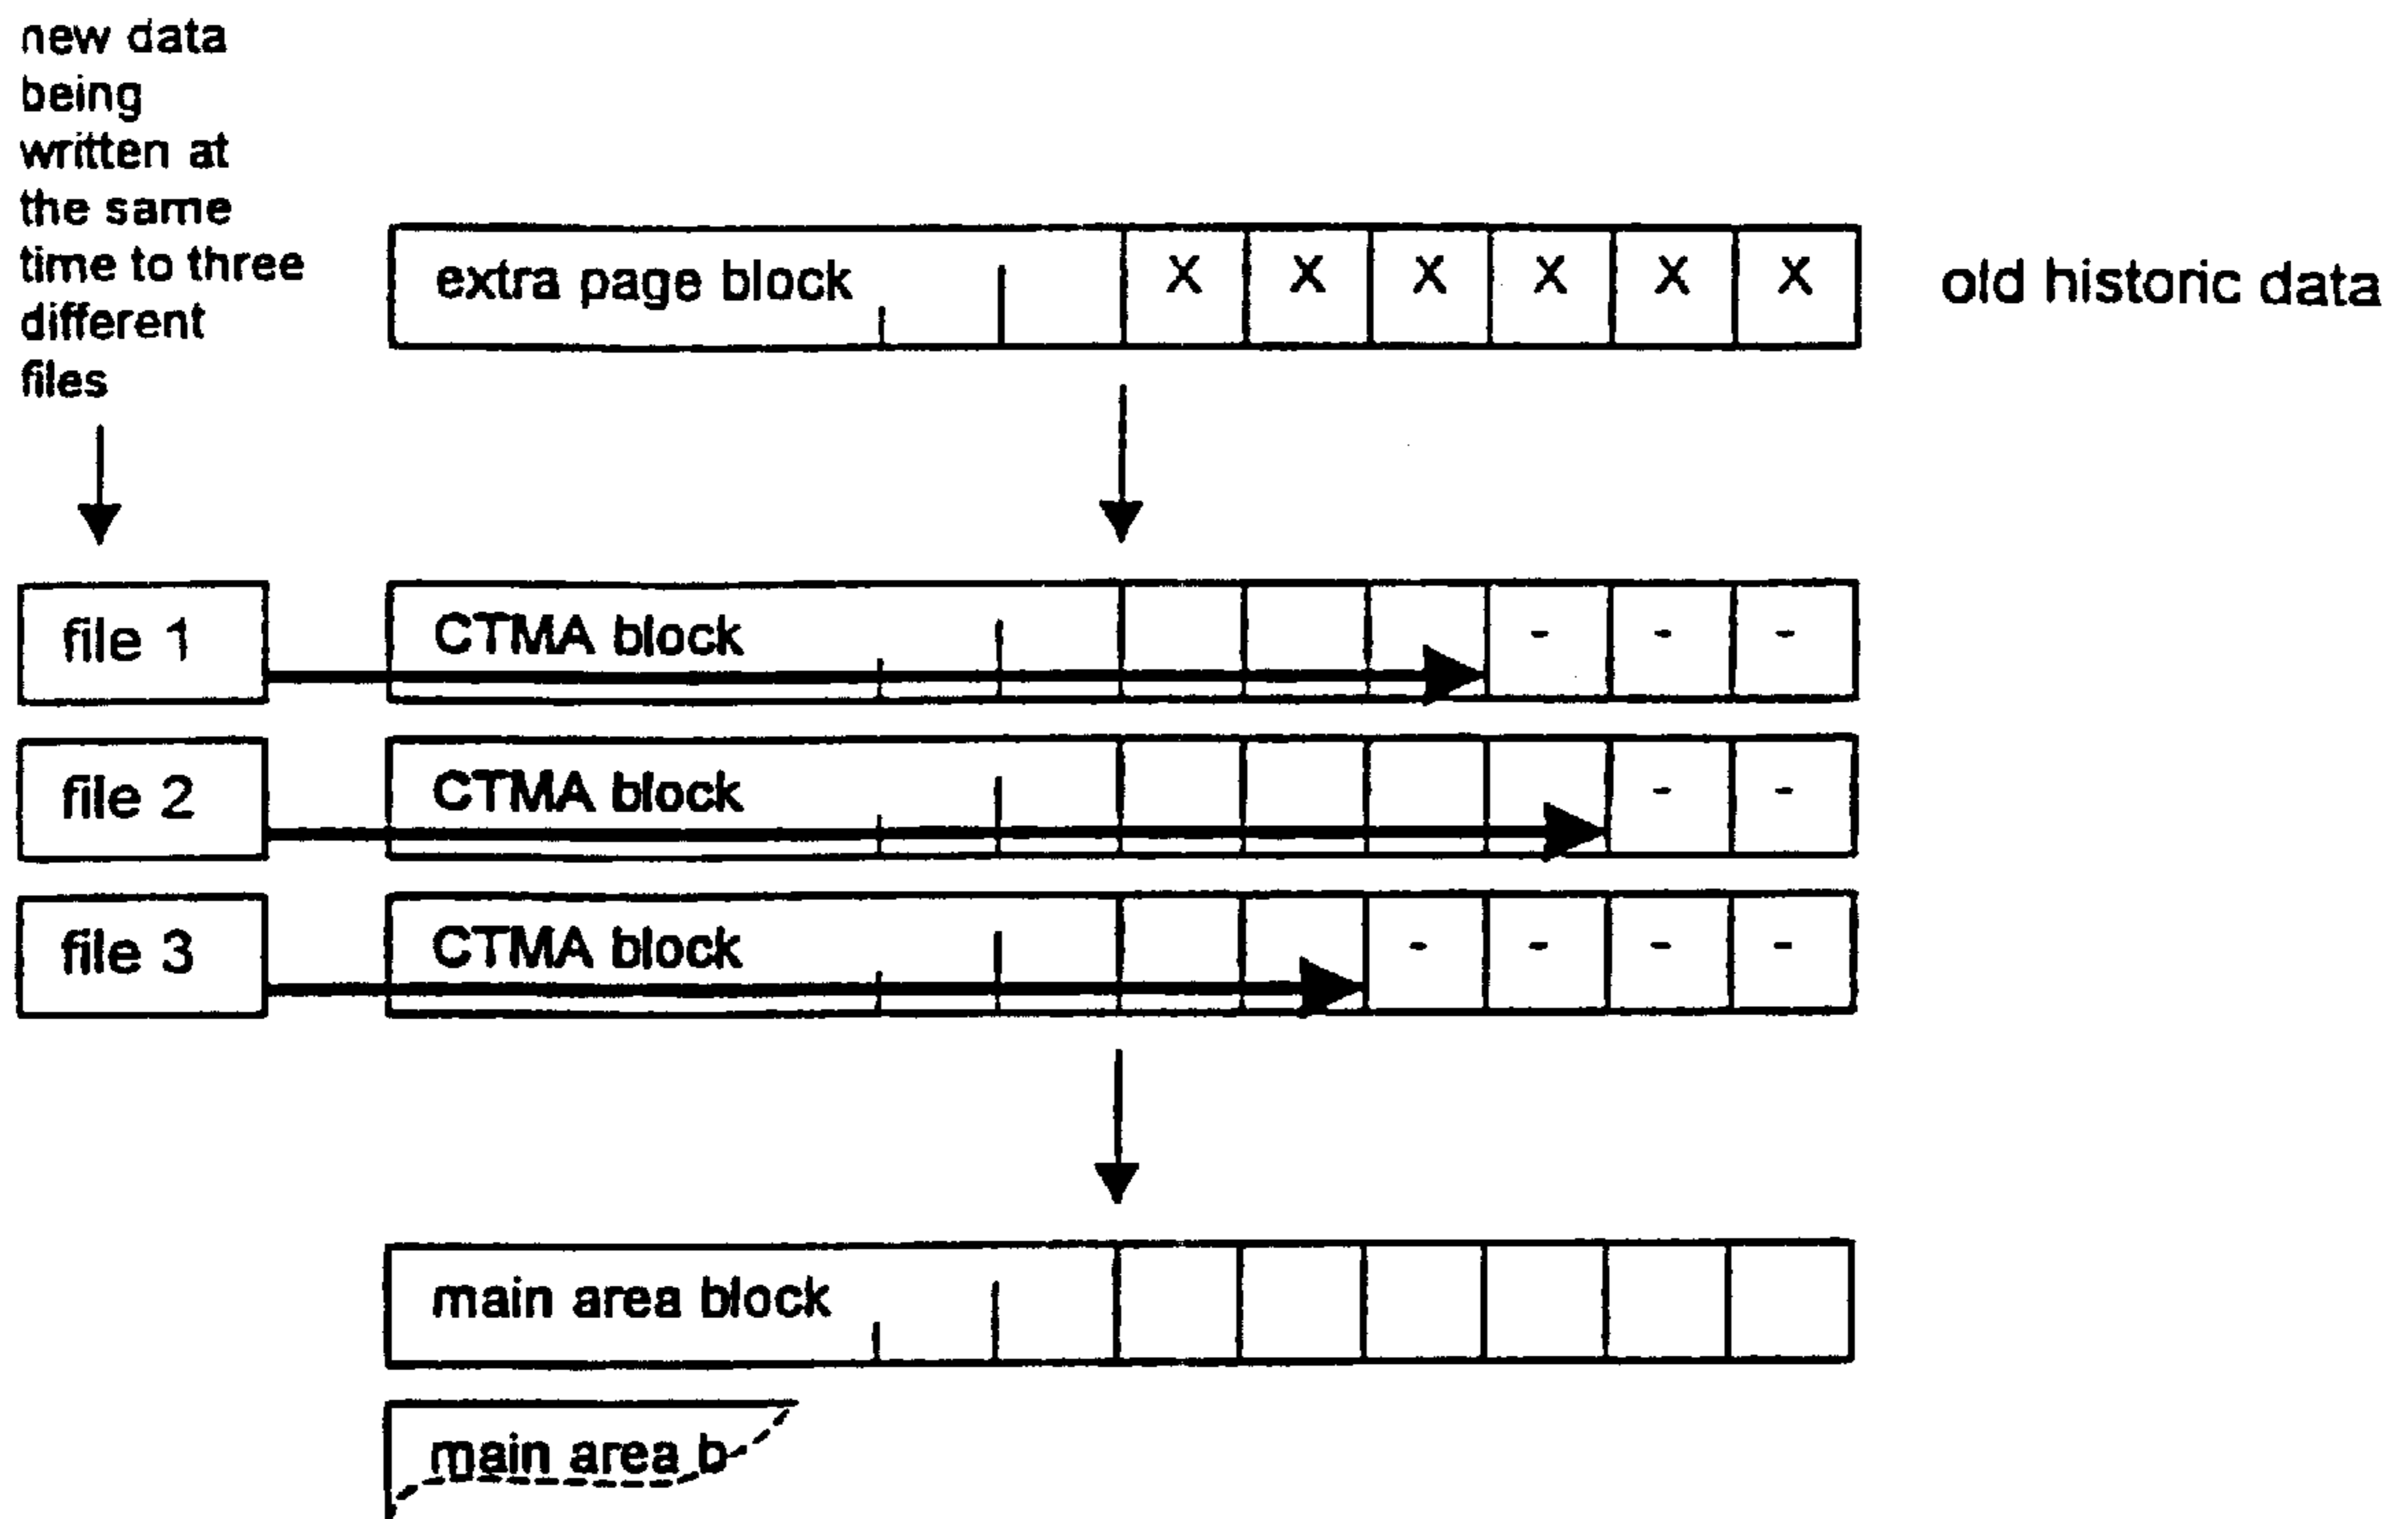 new data
being
written at
the same
time to three
different
files
extra page block X X X X X X old historic data
file 1 CTMA block - - -
file 2 CTMA block - -
file 3 CTMA block - - - -
main area block
main area b